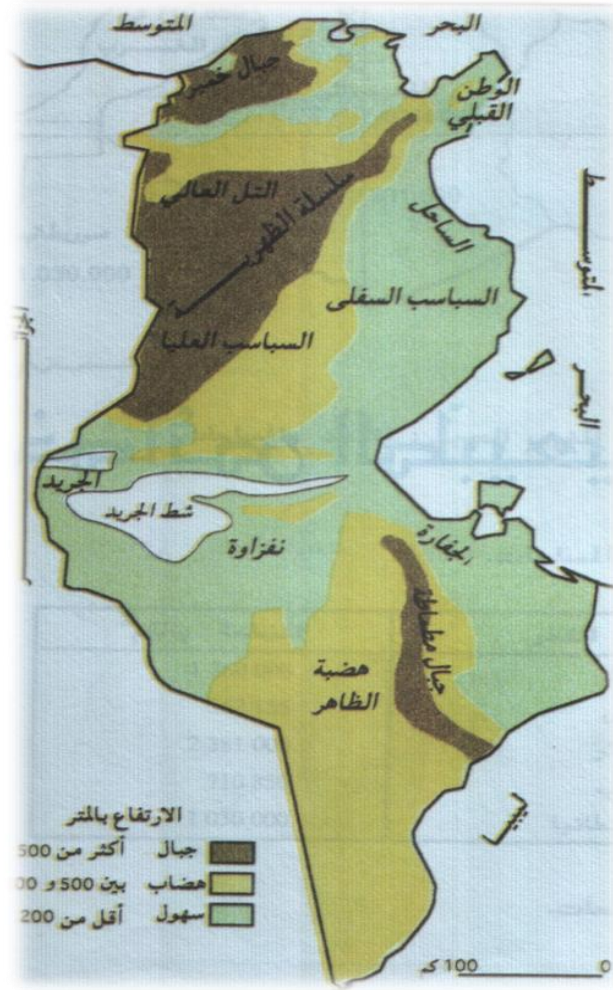 البحر
المتوسط
جبال خمير
الوطن
القبلي
التل العالي
سلسلة الظهرية
الساحل
المتوسط
السباسب السفلى
السباسب العليا
البحر
الجريد
شط الجريد
نفزاوة
الجفارة
جبال مطماطة
هضبة
الظاهر
ليبيا
الارتفاع بالمتر
جبال أكثر من 500
هضاب بين 500 و 00
سهول أقل من 200
0 100 كم